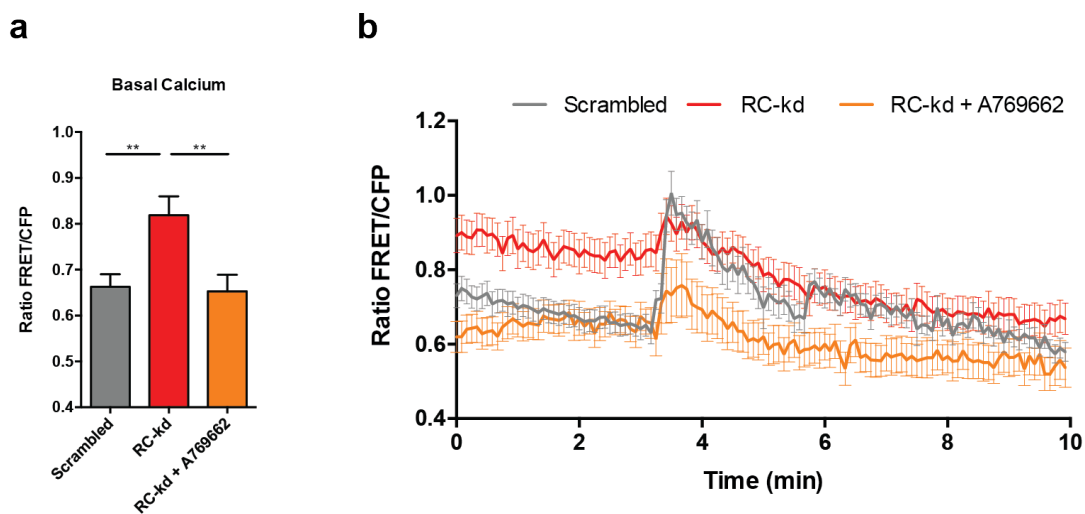 a
Basal Calcium
Ratio FRET/CFP
1.0
0.9
0.8
0.7
0.6
0.5
0.4
** **
Scrambled
RC-kd
RC-kd + A769662
b
Scrambled RC-kd RC-kd + A769662
Ratio FRET/CFP
1.2
1.0
0.8
0.6
0.4
0 2 4 6 8 10
Time (min)